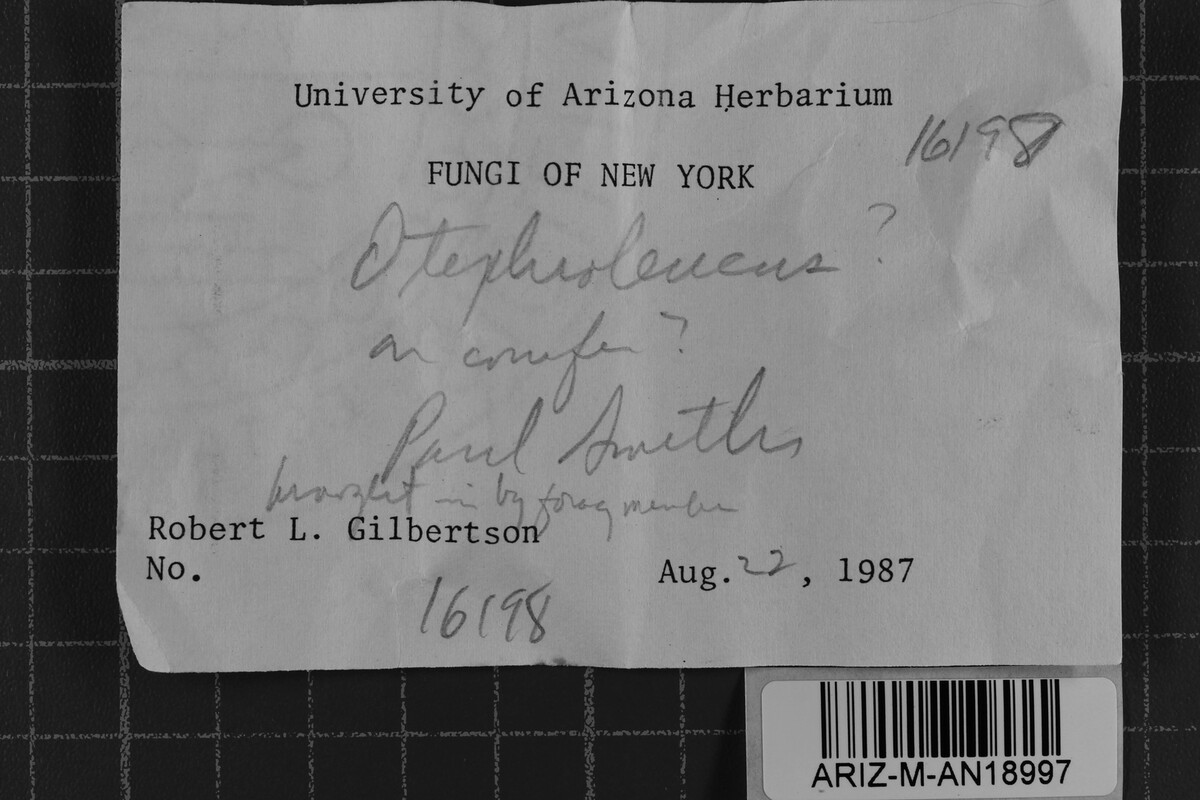 University of Arizona Herbarium
16198
FUNGI OF NEW YORK
O tephroleucus ?
on conifer ?
Paul Smiths
brought in by foray member
Robert L. Gilbertson
No. Aug. 22, 1987
16198
ARIZ-M-AN18997